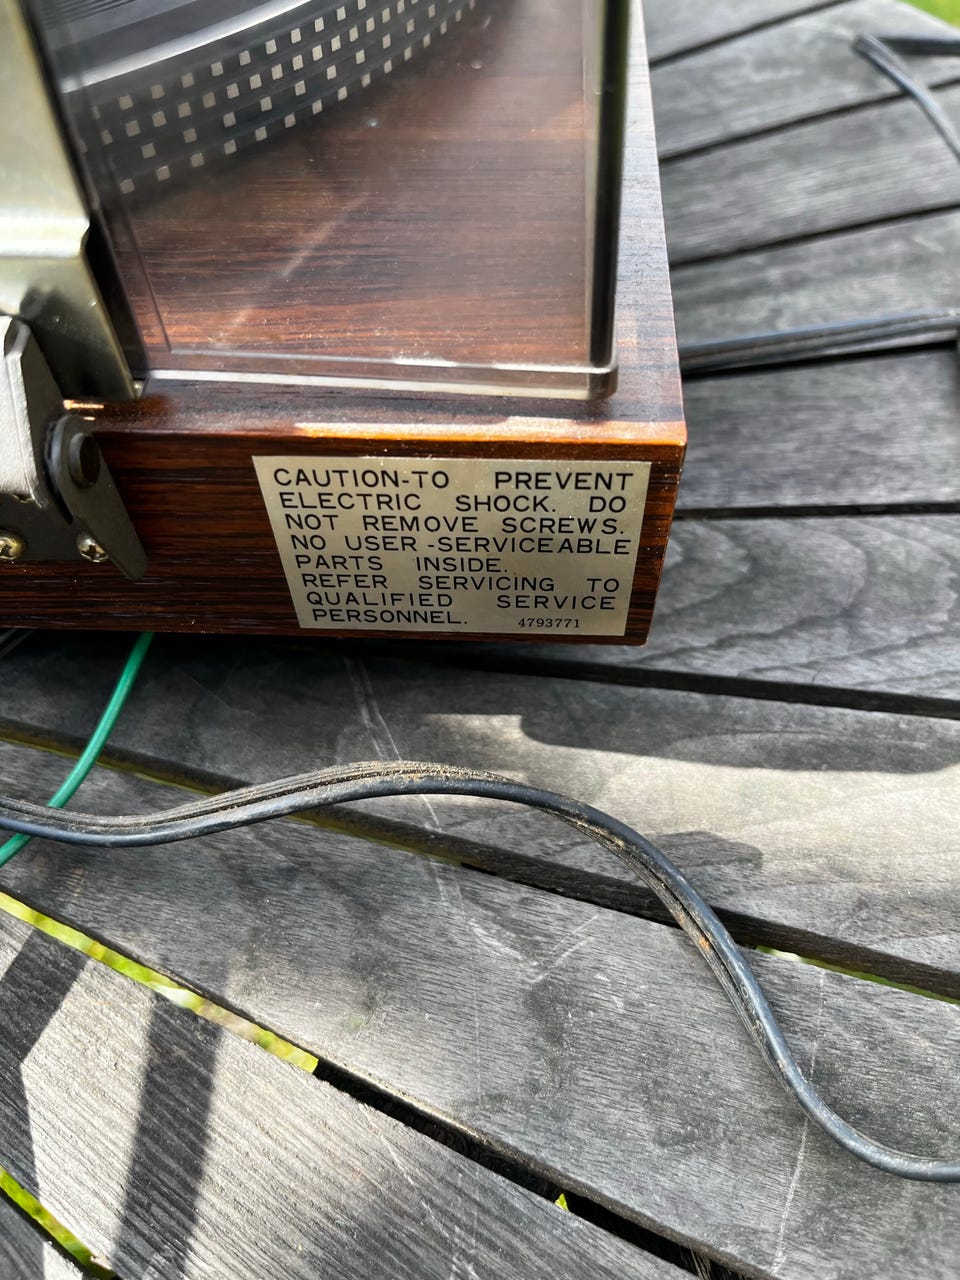 CAUTION-TO PREVENT
ELECTRIC SHOCK. DO
NOT REMOVE SCREWS.
NO USER-SERVICEABLE
PARTS INSIDE.
REFER SERVICING TO
QUALIFIED SERVICE
PERSONNEL. 4793771